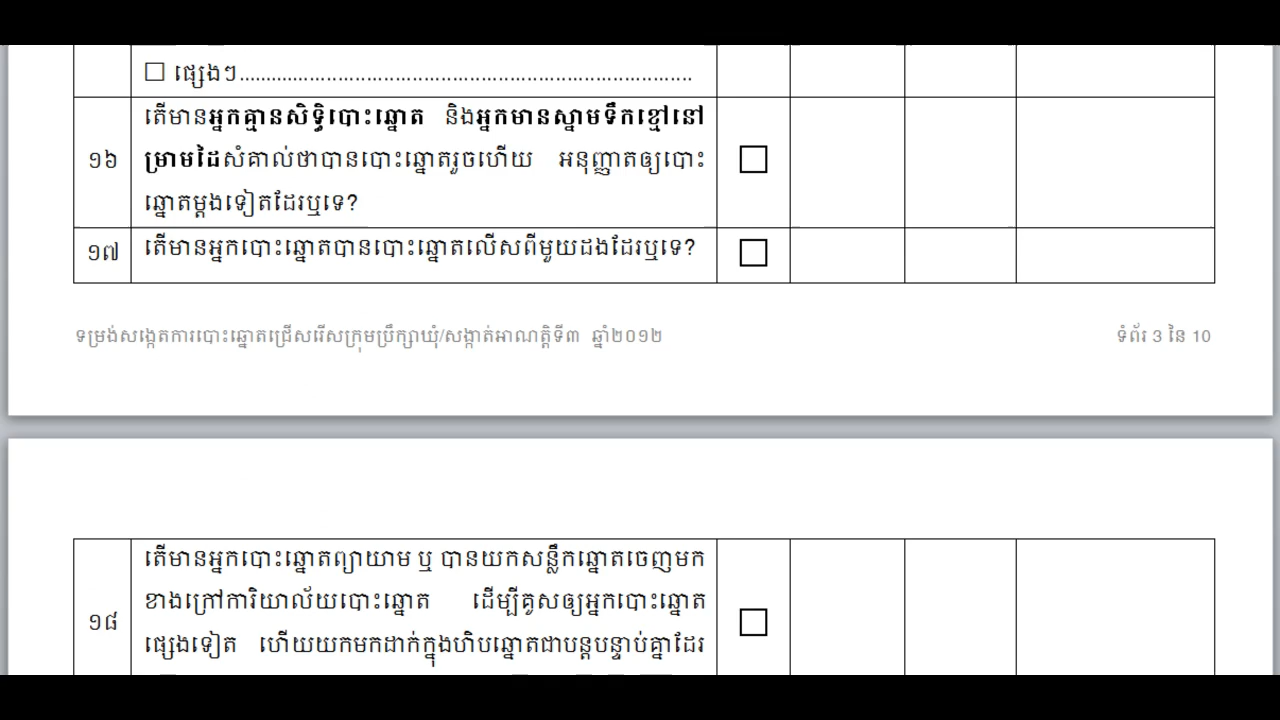 ☐ ផ្សេងៗ......................................................................................
តើមានអ្នកគ្មានសិទ្ធិបោះឆ្នោត និងអ្នកមានស្នាមទឹកខ្មៅនៅ
១៦ ម្រាមដៃសំគាល់ថាបានបោះឆ្នោតរួចហើយ អនុញ្ញាតឲ្យបោះ ☐
ឆ្នោតម្ដងទៀតដែរឬទេ?
១៧ តើមានអ្នកបោះឆ្នោតបានបោះឆ្នោតលើសពីមួយដងដែរឬទេ? ☐
ទម្រង់សង្កេតការបោះឆ្នោតជ្រើសរើសក្រុមប្រឹក្សាឃុំ/សង្កាត់អាណត្តិទី៣ ឆ្នាំ២០១២ ទំព័រ 3 នៃ 10
តើមានអ្នកបោះឆ្នោតព្យាយាម ឬ បានយកសន្លឹកឆ្នោតចេញមក
ខាងក្រៅការិយាល័យបោះឆ្នោត ដើម្បីគូសឲ្យអ្នកបោះឆ្នោត
១៨ ផ្សេងទៀត ហើយយកមកដាក់ក្នុងហិបឆ្នោតជាបន្តបន្ទាប់គ្នាដែរ ☐